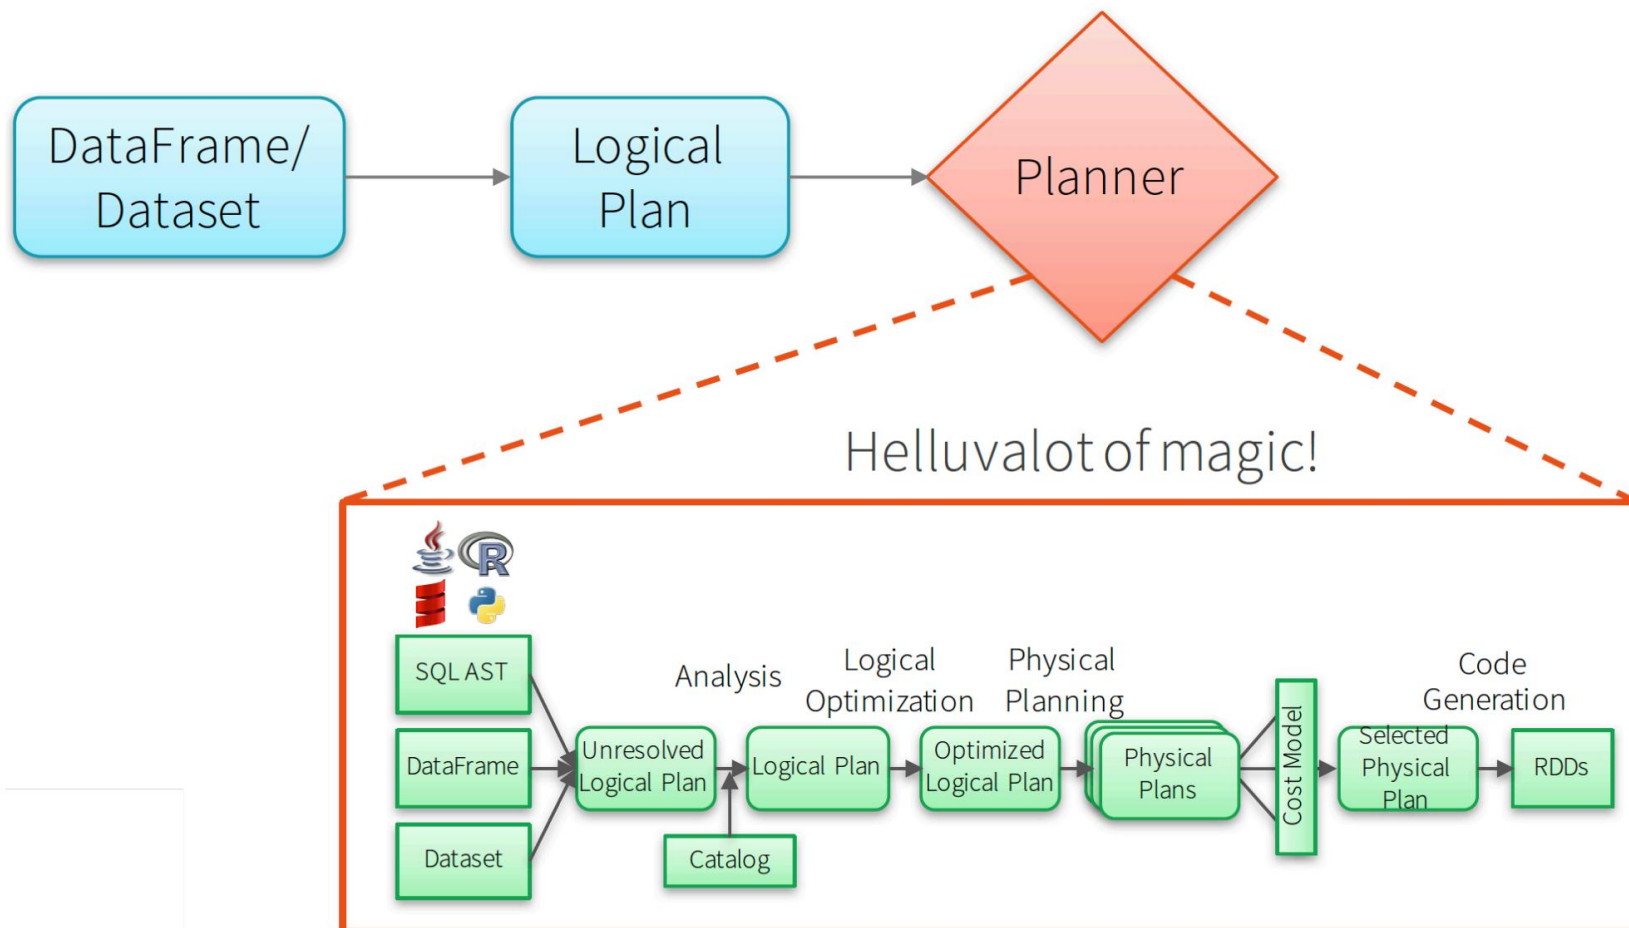 DataFrame/
Dataset
Logical
Plan
Planner
Helluvalot of magic!
R
SQL AST
DataFrame
Dataset
Analysis
Unresolved
Logical Plan
Catalog
Logical
Optimization
Logical Plan
Physical
Planning
Optimized
Logical Plan
Physical
Plans
Cost Model
Code
Generation
Selected
Physical
Plan
RDDs